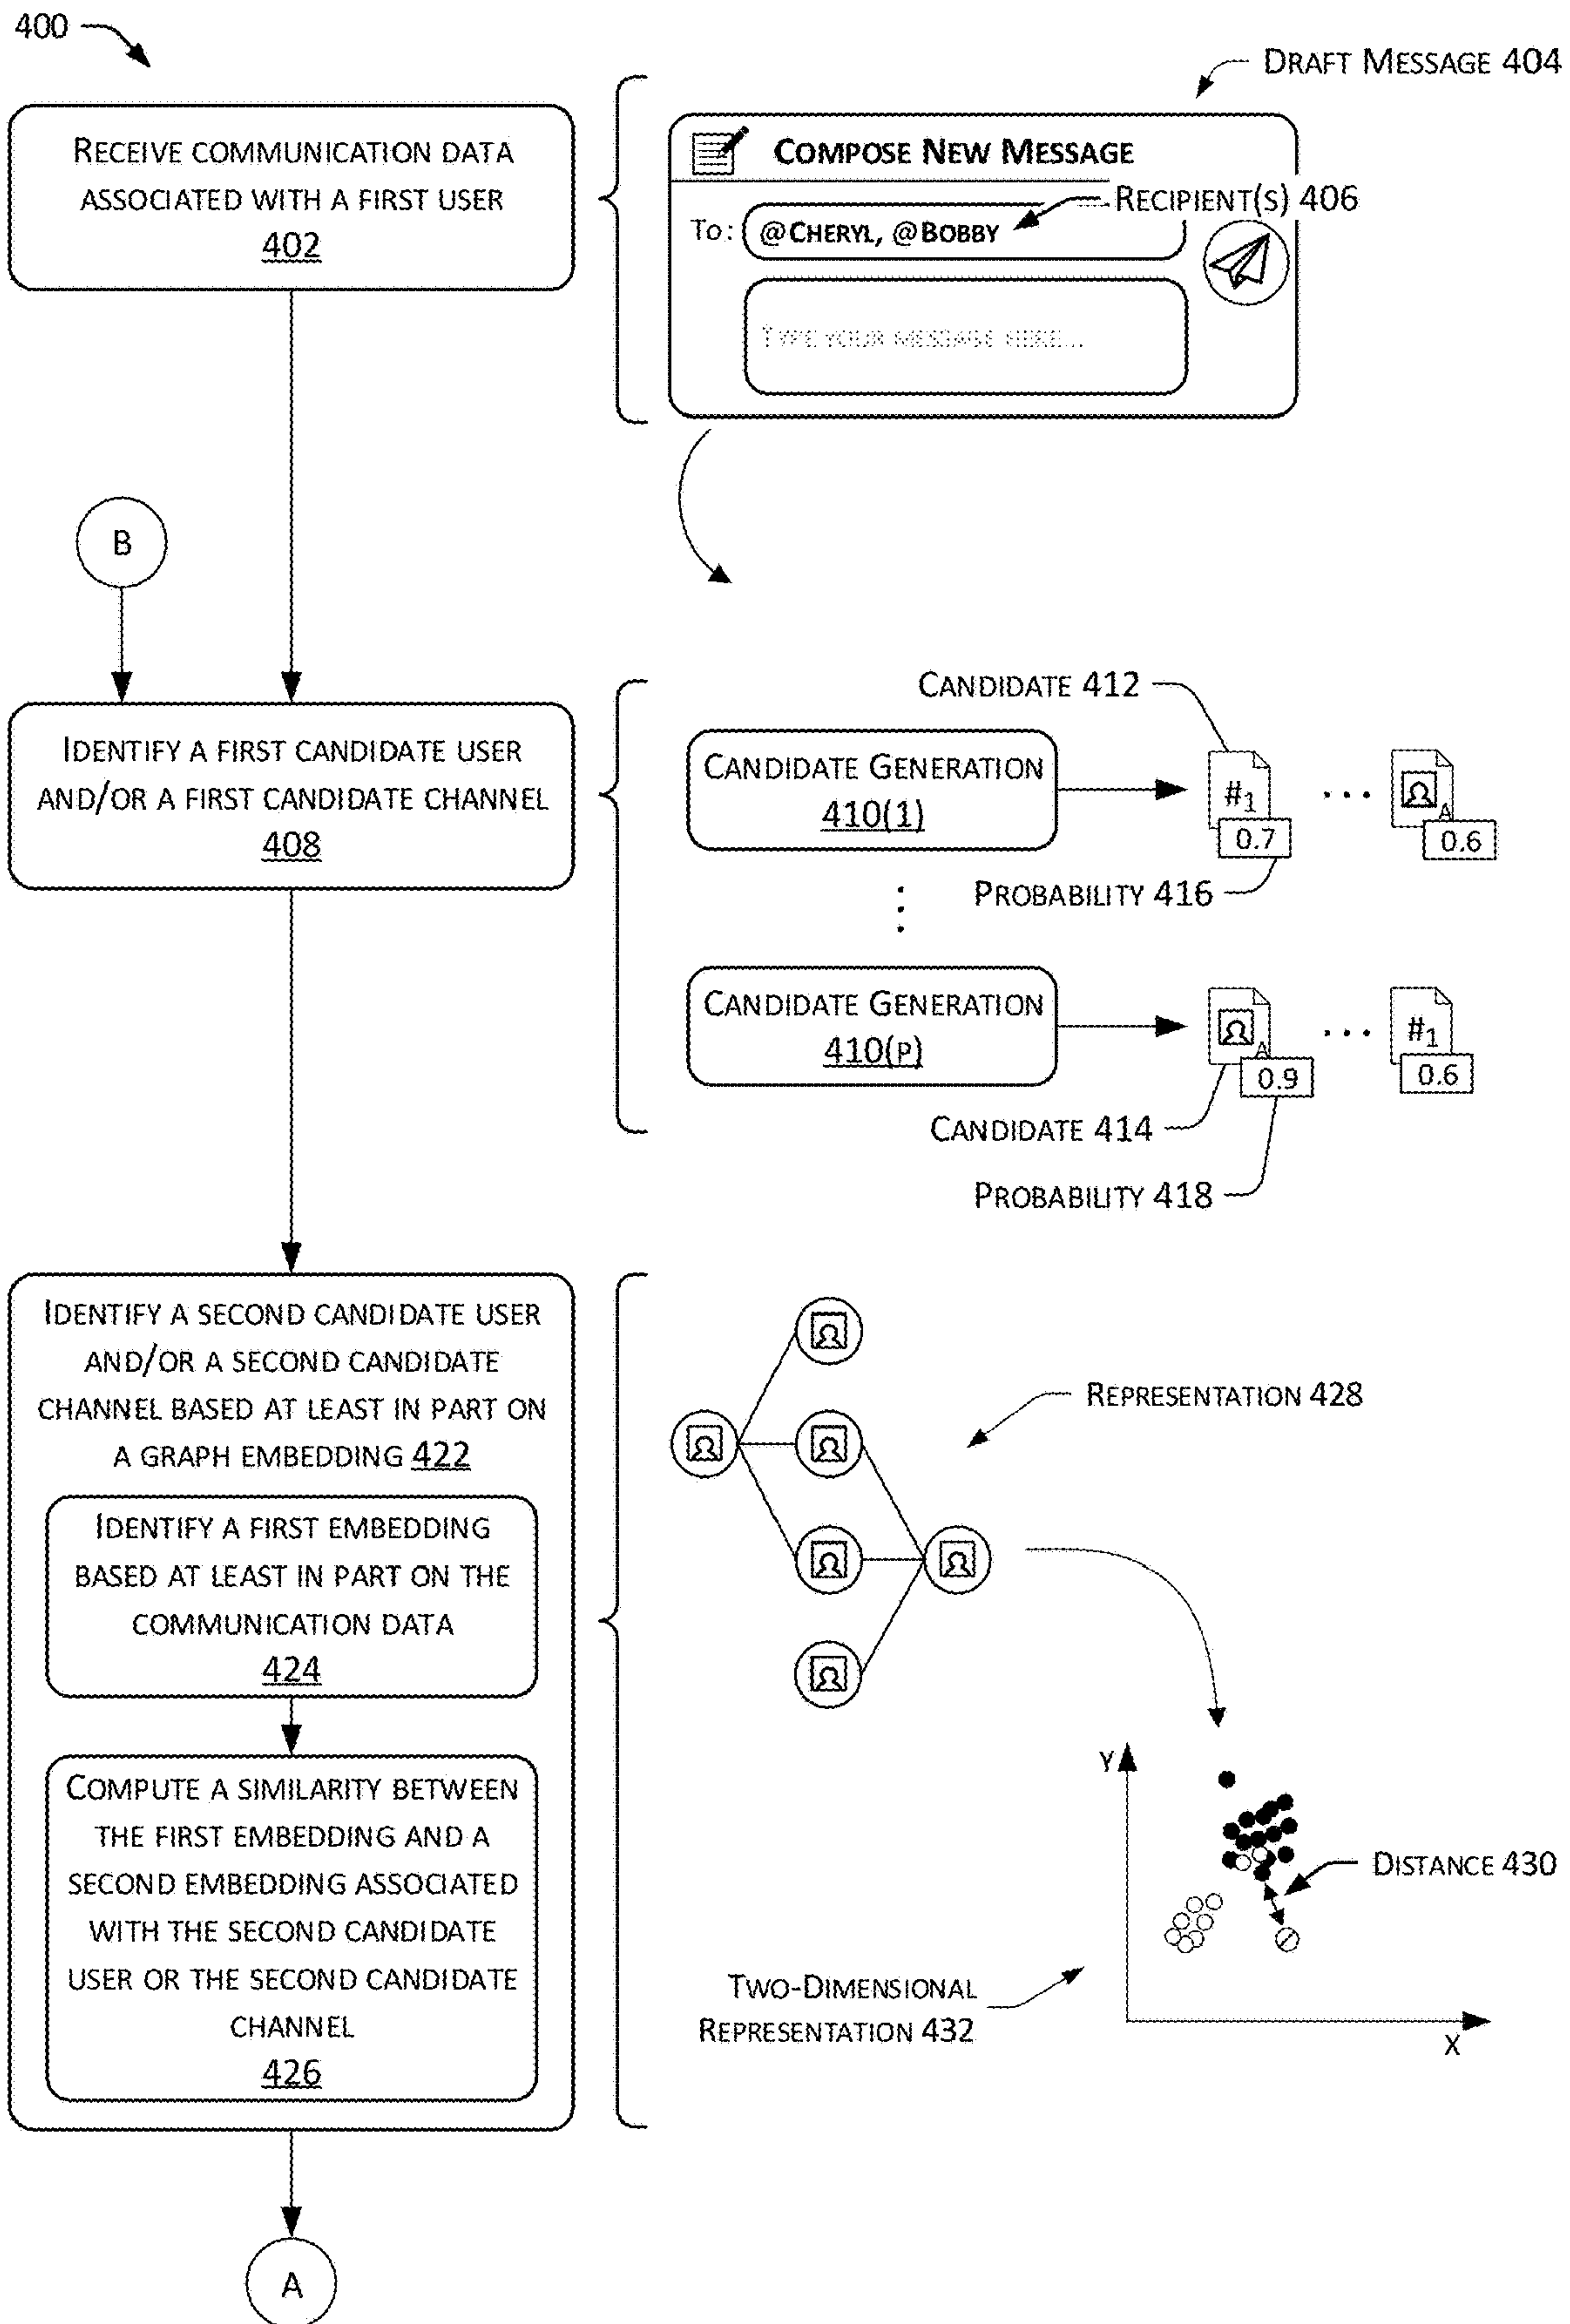 400
DRAFT MESSAGE 404
RECEIVE COMMUNICATION DATA
ASSOCIATED WITH A FIRST USER
402
COMPOSE NEW MESSAGE
RECIPIENT(S) 406
TO: @CHERYL, @BOBBY
TYPE YOUR MESSAGE HERE...
B
IDENTIFY A FIRST CANDIDATE USER
AND/OR A FIRST CANDIDATE CHANNEL
408
CANDIDATE 412
CANDIDATE GENERATION
410(1)
#1
0.7
...
A
0.6
PROBABILITY 416
CANDIDATE GENERATION
410(P)
A
0.9
...
#1
0.6
CANDIDATE 414
PROBABILITY 418
IDENTIFY A SECOND CANDIDATE USER
AND/OR A SECOND CANDIDATE
CHANNEL BASED AT LEAST IN PART ON
A GRAPH EMBEDDING 422
IDENTIFY A FIRST EMBEDDING
BASED AT LEAST IN PART ON THE
COMMUNICATION DATA
424
COMPUTE A SIMILARITY BETWEEN
THE FIRST EMBEDDING AND A
SECOND EMBEDDING ASSOCIATED
WITH THE SECOND CANDIDATE
USER OR THE SECOND CANDIDATE
CHANNEL
426
REPRESENTATION 428
Y
DISTANCE 430
TWO-DIMENSIONAL
REPRESENTATION 432
X
A